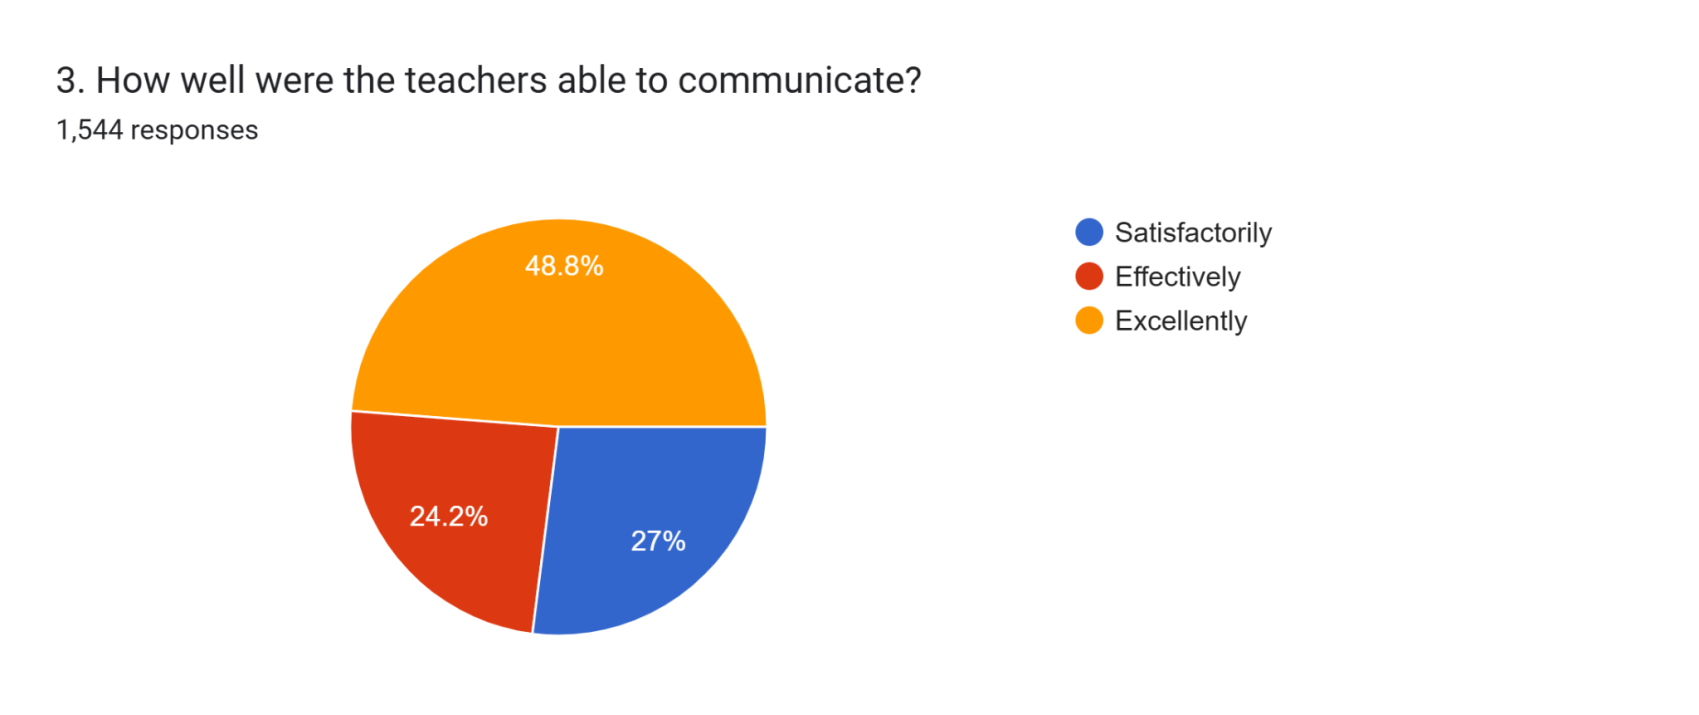 3. How well were the teachers able to communicate?
1,544 responses
48.8%
24.2%
27%
Satisfactorily
Effectively
Excellently